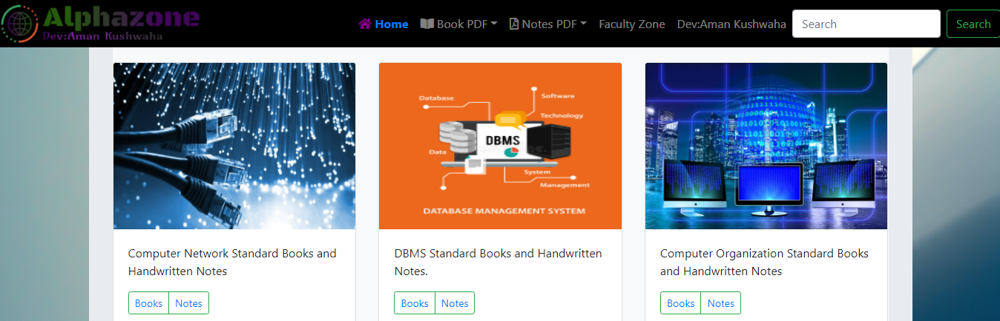 Alphazone
Dev:Aman Kushwaha
Home Book PDF Notes PDF Faculty Zone Dev:Aman Kushwaha Search Search
Database
Software
Technology
DBMS
Data
System
Management
DATABASE MANAGEMENT SYSTEM
Computer Network Standard Books and
Handwritten Notes
Books Notes
DBMS Standard Books and Handwritten
Notes.
Books Notes
Computer Organization Standard Books
and Handwritten Notes
Books Notes